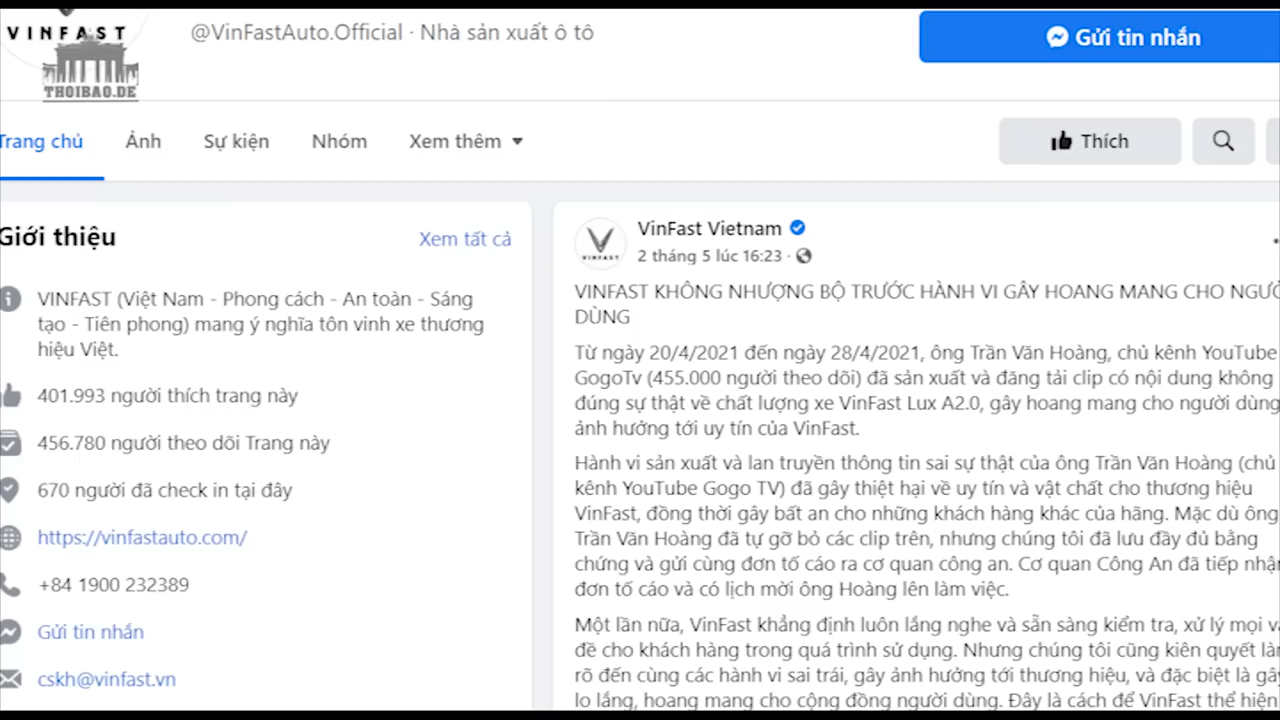 VINFAST
THOIBAO.DE
@VinFastAuto.Official · Nhà sản xuất ô tô
Gửi tin nhắn
Trang chủ
Ảnh
Sự kiện
Nhóm
Xem thêm
Thích
Giới thiệu
Xem tất cả
VINFAST (Việt Nam - Phong cách - An toàn - Sáng
tạo - Tiên phong) mang ý nghĩa tôn vinh xe thương
hiệu Việt.
401.993 người thích trang này
456.780 người theo dõi Trang này
670 người đã check in tại đây
https://vinfastauto.com/
+84 1900 232389
Gửi tin nhắn
cskh@vinfast.vn
VINFAST
VinFast Vietnam
2 tháng 5 lúc 16:23 ·
VINFAST KHÔNG NHƯỢNG BỘ TRƯỚC HÀNH VI GÂY HOANG MANG CHO NGƯỜ
DÙNG
Từ ngày 20/4/2021 đến ngày 28/4/2021, ông Trần Văn Hoàng, chủ kênh YouTube
GogoTv (455.000 người theo dõi) đã sản xuất và đăng tải clip có nội dung không
đúng sự thật về chất lượng xe VinFast Lux A2.0, gây hoang mang cho người dùng
ảnh hưởng tới uy tín của VinFast.
Hành vi sản xuất và lan truyền thông tin sai sự thật của ông Trần Văn Hoàng (chủ
kênh YouTube Gogo TV) đã gây thiệt hại về uy tín và vật chất cho thương hiệu
VinFast, đồng thời gây bất an cho những khách hàng khác của hãng. Mặc dù ông
Trần Văn Hoàng đã tự gỡ bỏ các clip trên, nhưng chúng tôi đã lưu đầy đủ bằng
chứng và gửi cùng đơn tố cáo ra cơ quan công an. Cơ quan Công An đã tiếp nhậ
đơn tố cáo và có lịch mời ông Hoàng lên làm việc.
Một lần nữa, VinFast khẳng định luôn lắng nghe và sẵn sàng kiểm tra, xử lý mọi v
đề cho khách hàng trong quá trình sử dụng. Nhưng chúng tôi cũng kiên quyết là
rõ đến cùng các hành vi sai trái, gây ảnh hưởng tới thương hiệu, và đặc biệt là gâ
lo lắng, hoang mang cho cộng đồng người dùng. Đây là cách để VinFast thể hiện